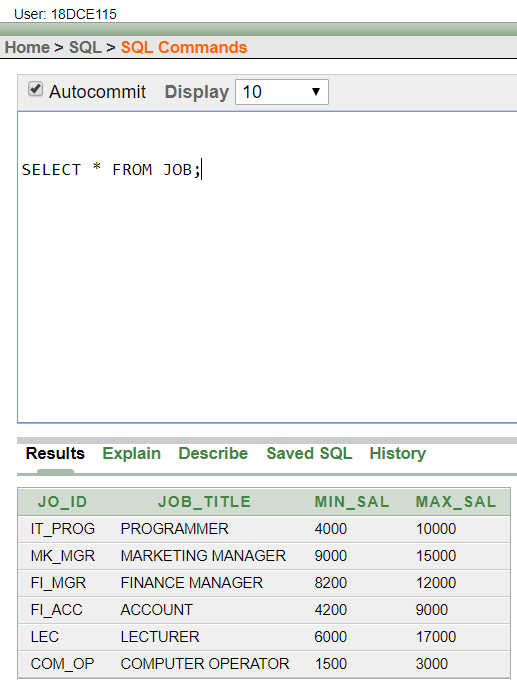 User: 18DCE115
Home > SQL > SQL Commands
Autocommit Display 10
SELECT * FROM JOB;
Results Explain Describe Saved SQL History
JO_ID JOB_TITLE MIN_SAL MAX_SAL
IT_PROG PROGRAMMER 4000 10000
MK_MGR MARKETING MANAGER 9000 15000
FI_MGR FINANCE MANAGER 8200 12000
FI_ACC ACCOUNT 4200 9000
LEC LECTURER 6000 17000
COM_OP COMPUTER OPERATOR 1500 3000